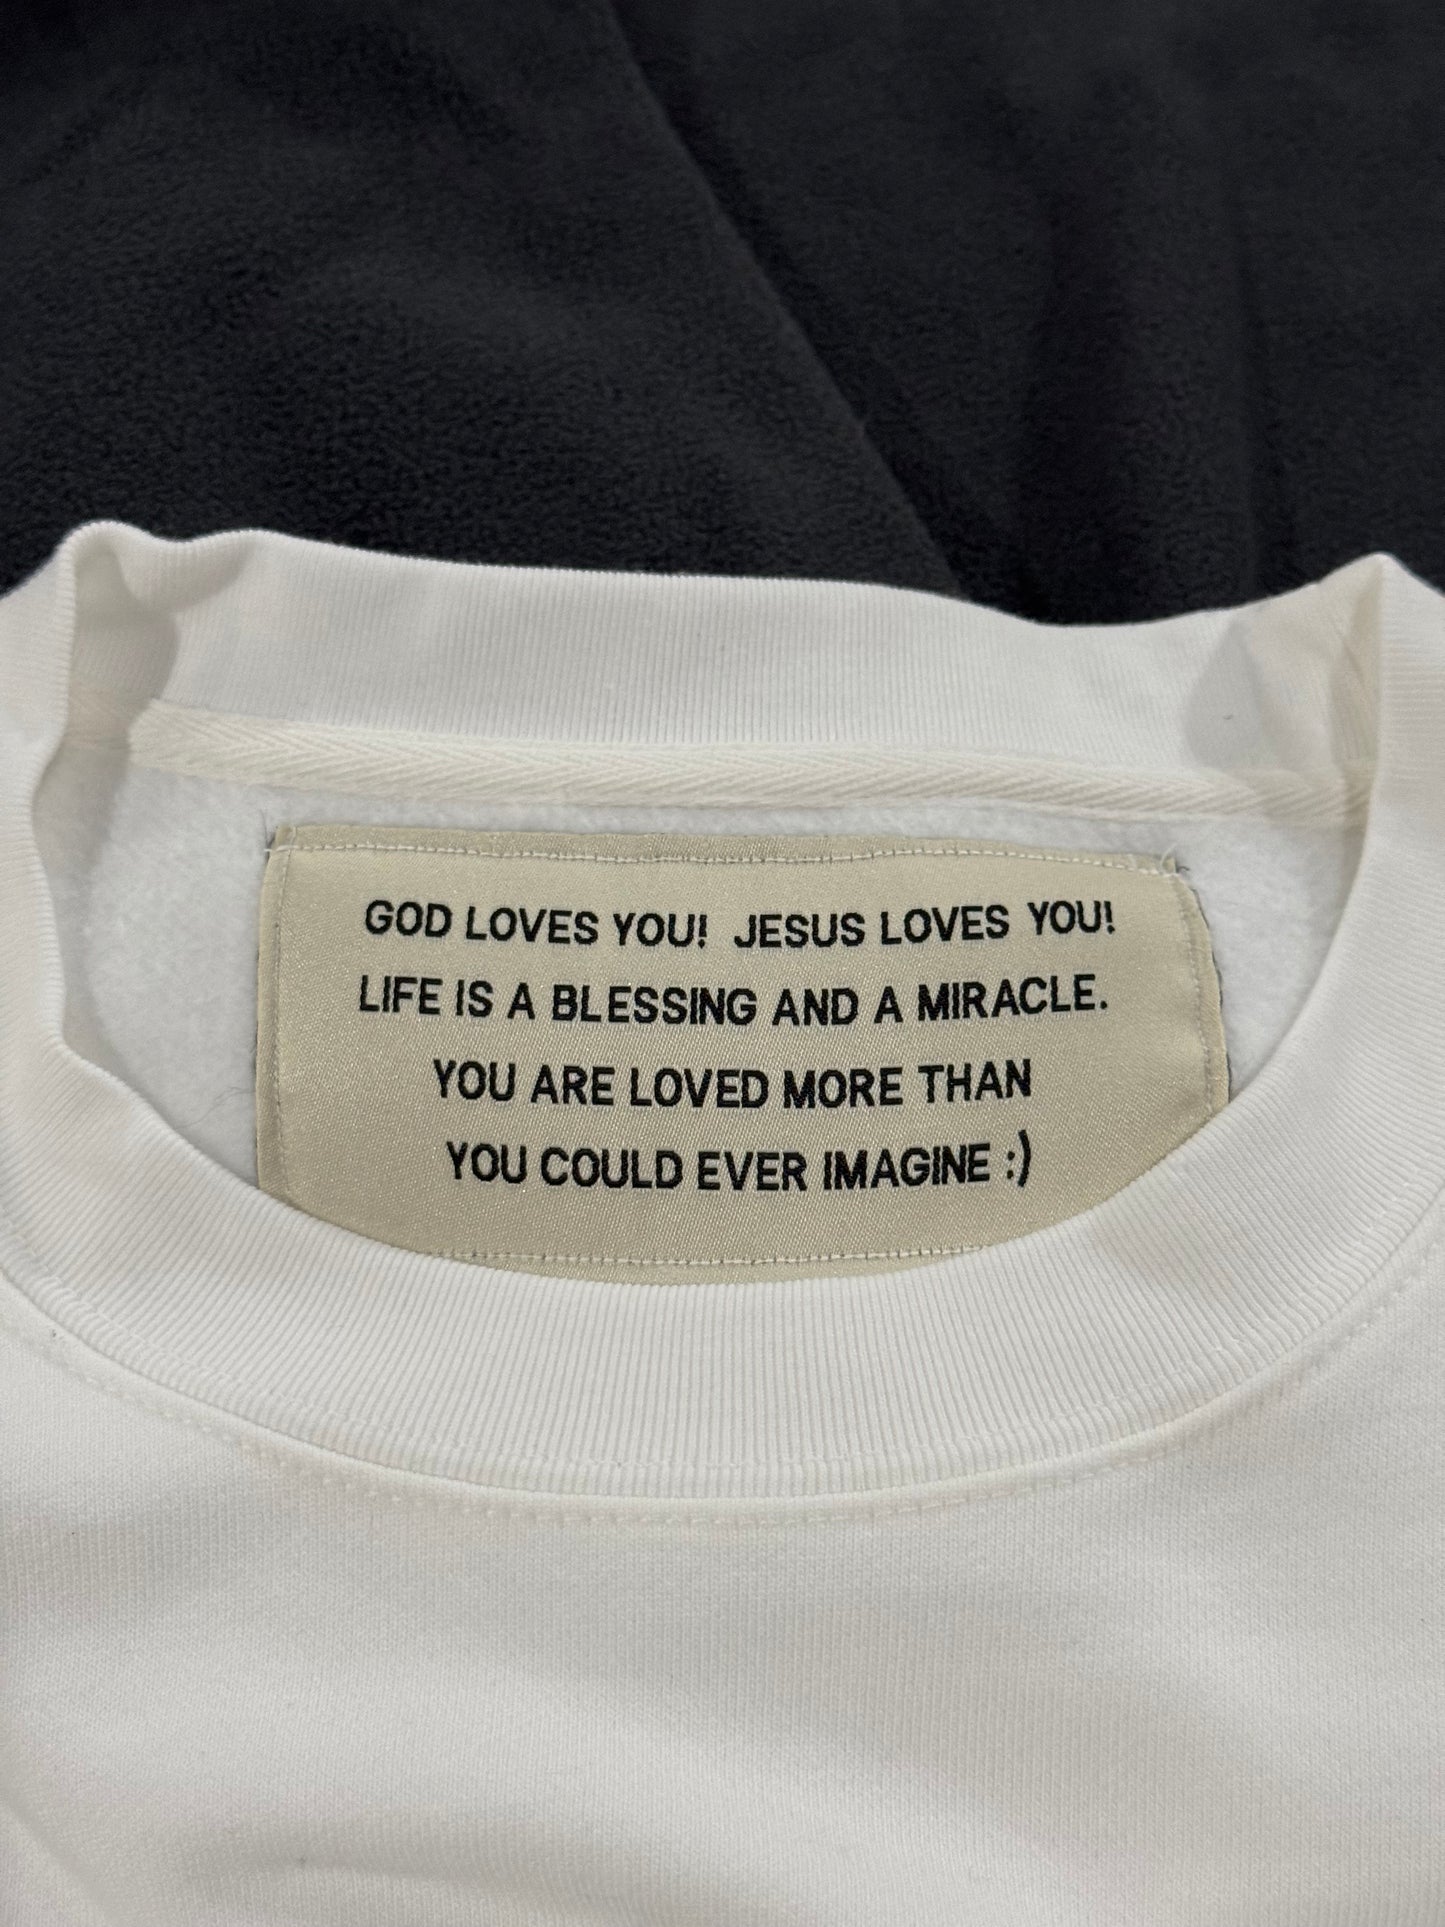 GOD LOVES YOU! JESUS LOVES YOU!
LIFE IS A BLESSING AND A MIRACLE.
YOU ARE LOVED MORE THAN
YOU COULD EVER IMAGINE :)